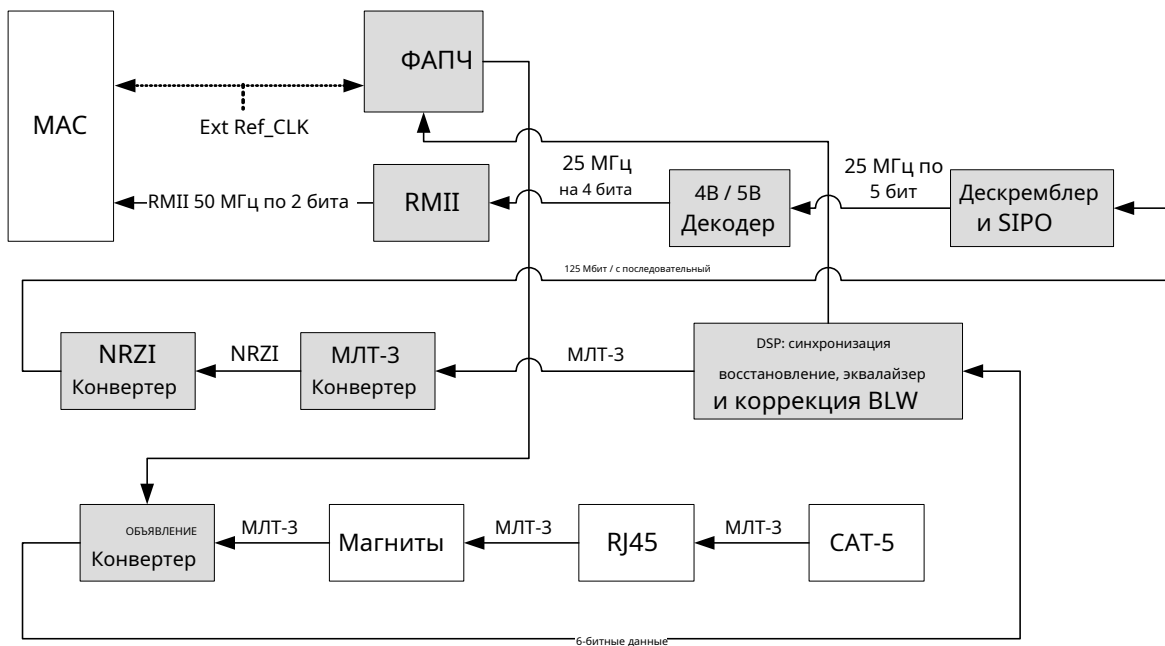 ФАПЧ
MAC
Ext Ref_CLK
RMII 50 МГц по 2 бита
RMII
25 МГц
на 4 бита
4B / 5B
Декодер
25 МГц по
5 бит
Дескремблер
и SIPO
125 Мбит / с последовательный
NRZI
Конвертер
NRZI
МЛТ-3
Конвертер
МЛТ-3
DSP: синхронизация
восстановление, эквалайзер
и коррекция BLW
ОБЪЯВЛЕНИЕ
Конвертер
МЛТ-3
Магниты
МЛТ-3
RJ45
МЛТ-3
CAT-5
6-битные данные